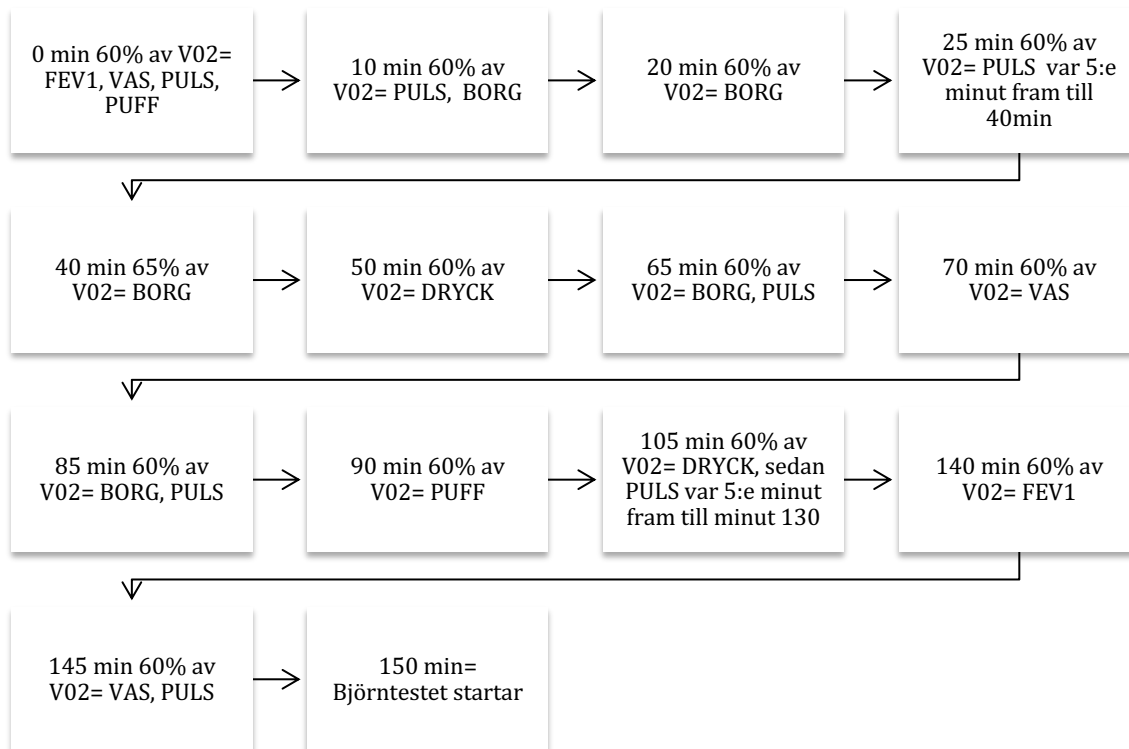 0 min 60% av V02=
FEV1, VAS, PULS,
PUFF
10 min 60% av
V02= PULS, BORG
20 min 60% av
V02= BORG
25 min 60% av
V02= PULS var 5:e
minut fram till
40min
40 min 65% av
V02= BORG
50 min 60% av
V02= DRYCK
65 min 60% av
V02= BORG, PULS
70 min 60% av
V02= VAS
85 min 60% av
V02= BORG, PULS
90 min 60% av
V02= PUFF
105 min 60% av
V02= DRYCK, sedan
PULS var 5:e minut
fram till minut 130
140 min 60% av
V02= FEV1
145 min 60% av
V02= VAS, PULS
150 min=
Björntestet startar